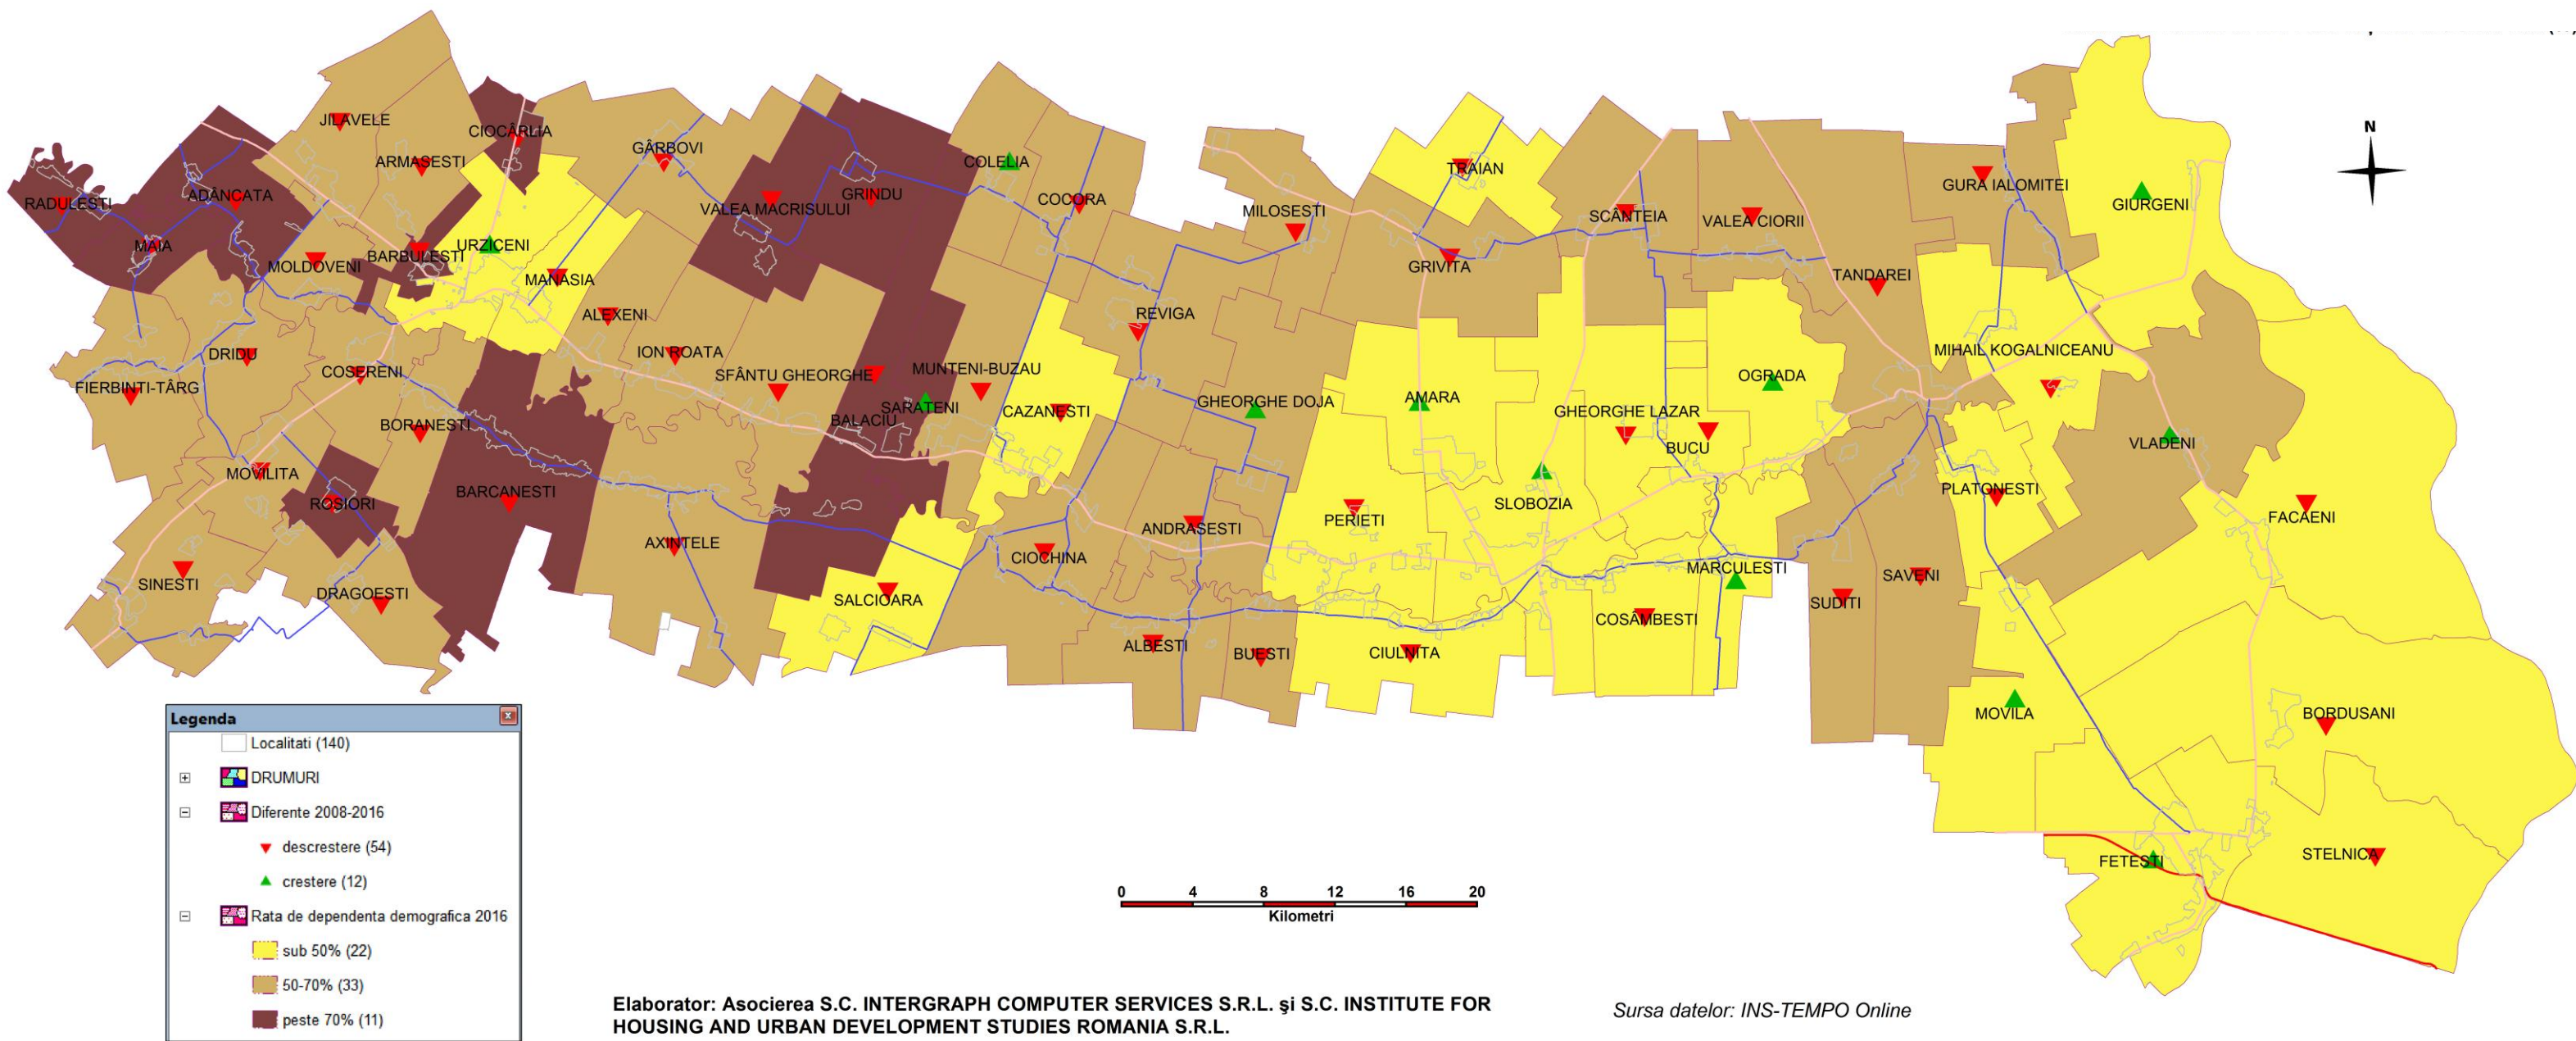 N
JILAVELE
CIOCÂRLIA
ARMASESTI
GÂRBOVI
COLELIA
TRAIAN
RADULESTI
ADÂNCATA
VALEA MACRISULUI
GRINDU
COCORA
MILOSESTI
SCÂNTEIA
VALEA CIORII
GURA IALOMITEI
GIURGENI
MAIA
MOLDOVENI
BARBULESTI
URZICENI
MANASIA
GRIVITA
TANDAREI
ALEXENI
REVIGA
DRIDU
COSERENI
ION ROATA
SFÂNTU GHEORGHE
MUNTENI-BUZAU
MIHAIL KOGALNICEANU
FIERBINTI-TÂRG
OGRADA
BORANESTI
BALACIU
SARATENI
CAZANESTI
GHEORGHE DOJA
AMARA
GHEORGHE LAZAR
BUCU
VLADENI
MOVILITA
ROSIORI
BARCANESTI
ANDRASESTI
PERIETI
SLOBOZIA
PLATONESTI
FACAENI
SINESTI
DRAGOESTI
AXINTELE
SALCIOARA
CIOCHINA
MARCULESTI
SUDITI
SAVENI
ALBESTI
BUESTI
CIULNITA
COSÂMBESTI
MOVILA
BORDUSANI
FETESTI
STELNICA
Legenda
Localitati (140)
DRUMURI
Diferente 2008-2016
descrestere (54)
crestere (12)
Rata de dependenta demografica 2016
sub 50% (22)
50-70% (33)
peste 70% (11)
0 4 8 12 16 20
Kilometri
Elaborator: Asocierea S.C. INTERGRAPH COMPUTER SERVICES S.R.L. și S.C. INSTITUTE FOR
HOUSING AND URBAN DEVELOPMENT STUDIES ROMANIA S.R.L.
Sursa datelor: INS-TEMPO Online